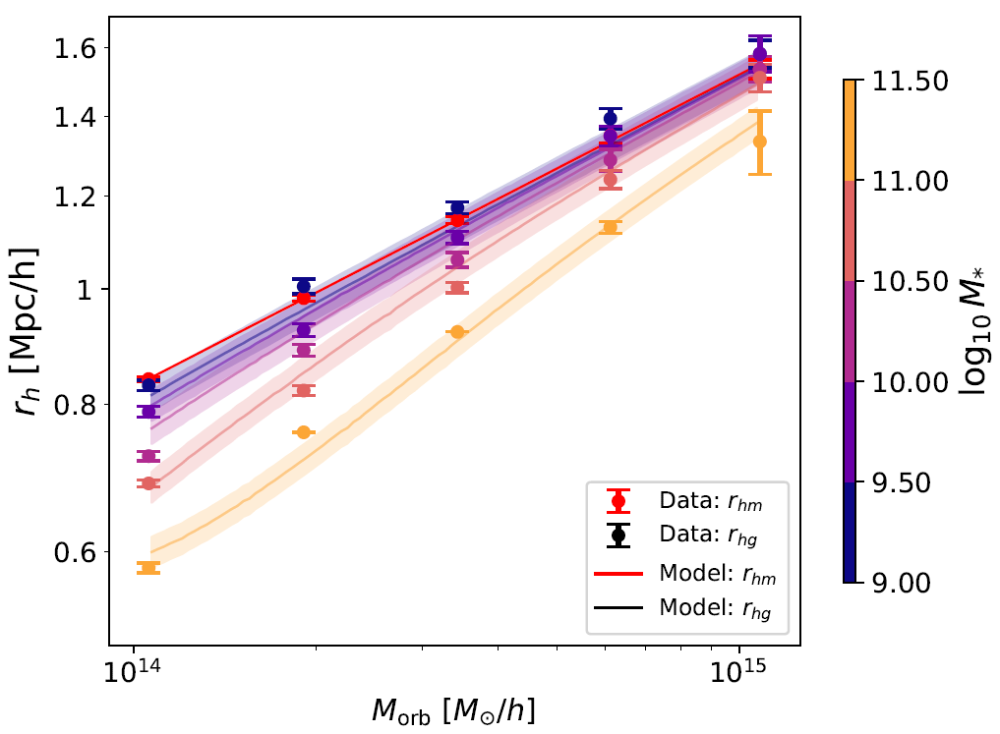 1.6
1.4
1.2
1
0.8
0.6
r_h [Mpc/h]
10^14
10^15
M_orb [M_⊙/h]
Data: r_hm
Data: r_hg
Model: r_hm
Model: r_hg
11.50
11.00
10.50
10.00
9.50
9.00
log_10 M_*